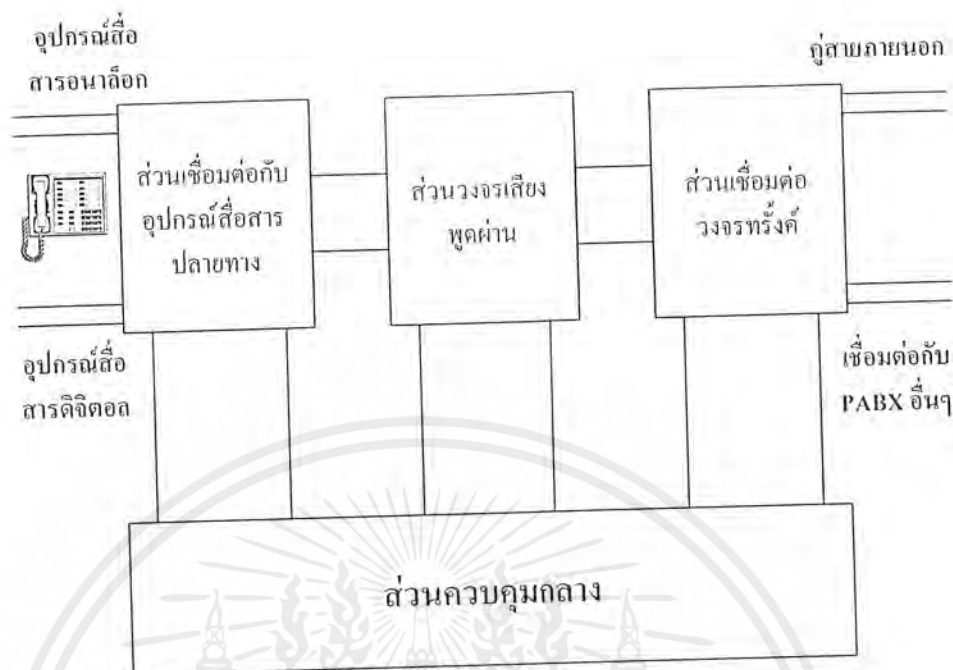 อุปกรณ์สื่อ
สารอนาล็อก
คู่สายภายนอก
ส่วนเชื่อมต่อกับ
อุปกรณ์สื่อสาร
ปลายทาง
ส่วนวงจรเสียง
พูดผ่าน
ส่วนเชื่อมต่อ
วงจรทรั้งค์
อุปกรณ์สื่อ
สารดิจิตอล
เชื่อมต่อกับ
PABX อื่นๆ
ส่วนควบคุมกลาง